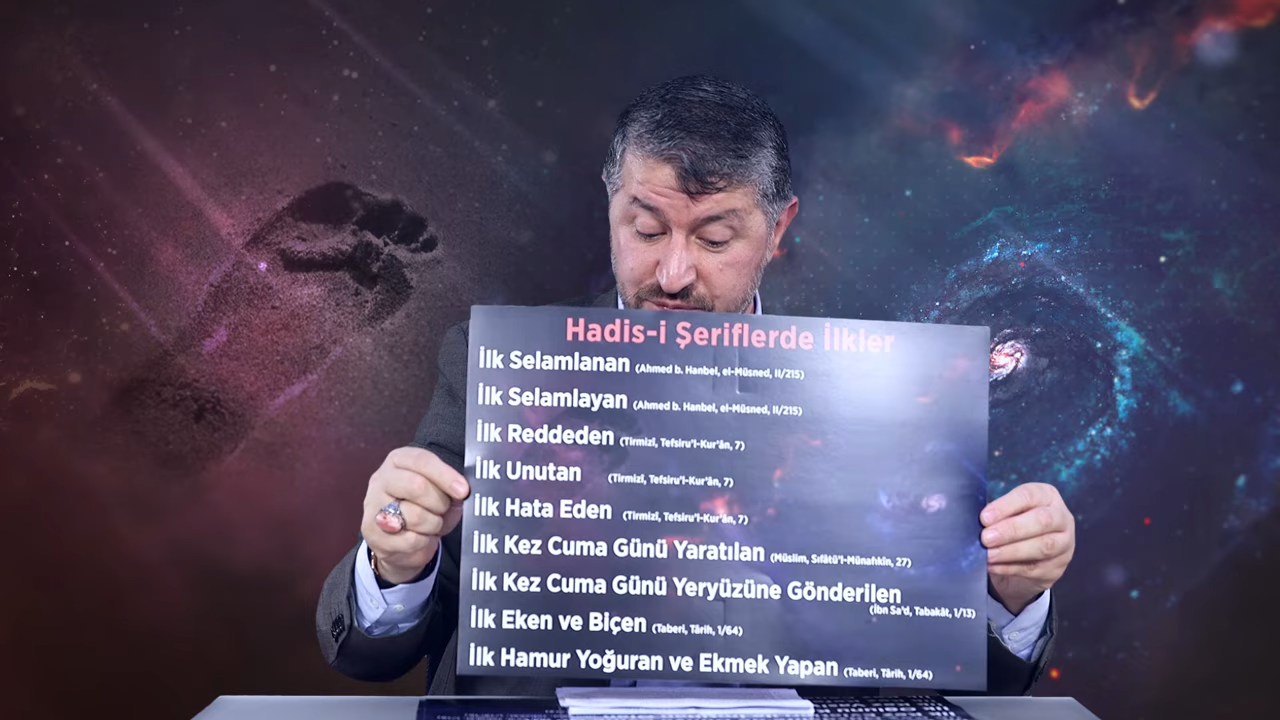 Hadis-i Şeriflerde İlkler
İlk Selamlanan (Ahmed b. Hanbel, el-Müsned, II/215)
İlk Selamlayan (Ahmed b. Hanbel, el-Müsned, II/215)
İlk Reddeden (Tirmizî, Tefsiru'l-Kur'ân, 7)
İlk Unutan (Tirmizî, Tefsiru'l-Kur'ân, 7)
İlk Hata Eden (Tirmizî, Tefsiru'l-Kur'ân, 7)
İlk Kez Cuma Günü Yaratılan (Müslim, Sıfâtü'l-Münafıkîn, 27)
İlk Kez Cuma Günü Yeryüzüne Gönderilen
(İbn Sa'd, Tabakât, 1/13)
İlk Eken ve Biçen (Taberi, Târih, 1/64)
İlk Hamur Yoğuran ve Ekmek Yapan (Taberi, Târih, 1/64)